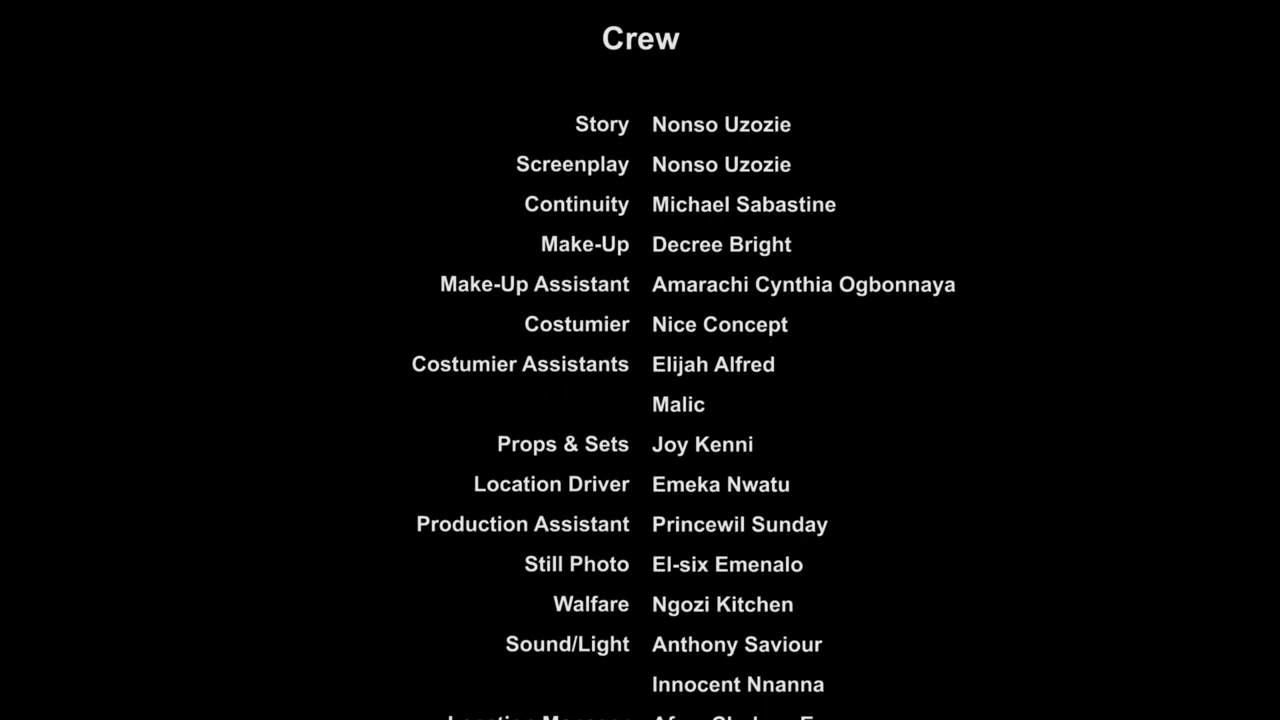 Crew
Story Nonso Uzozie
Screenplay Nonso Uzozie
Continuity Michael Sabastine
Make-Up Decree Bright
Make-Up Assistant Amarachi Cynthia Ogbonnaya
Costumier Nice Concept
Costumier Assistants Elijah Alfred
Malic
Props & Sets Joy Kenni
Location Driver Emeka Nwatu
Production Assistant Princewil Sunday
Still Photo El-six Emenalo
Walfare Ngozi Kitchen
Sound/Light Anthony Saviour
Innocent Nnanna